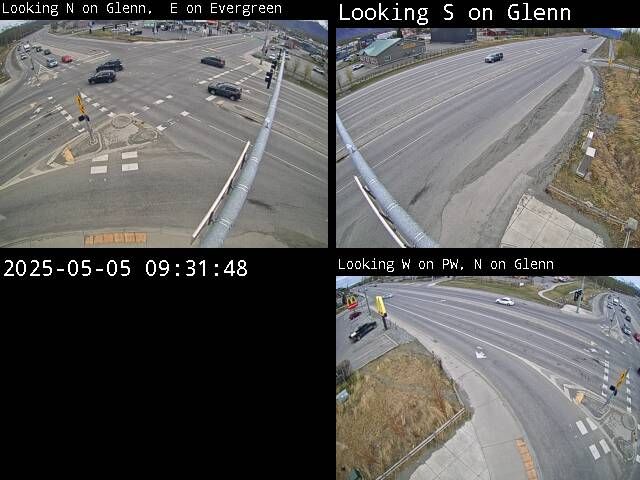 Looking N on Glenn,  E on Evergreen
Looking S on Glenn
2025-05-05 09:31:48
Looking W on PW, N on Glenn